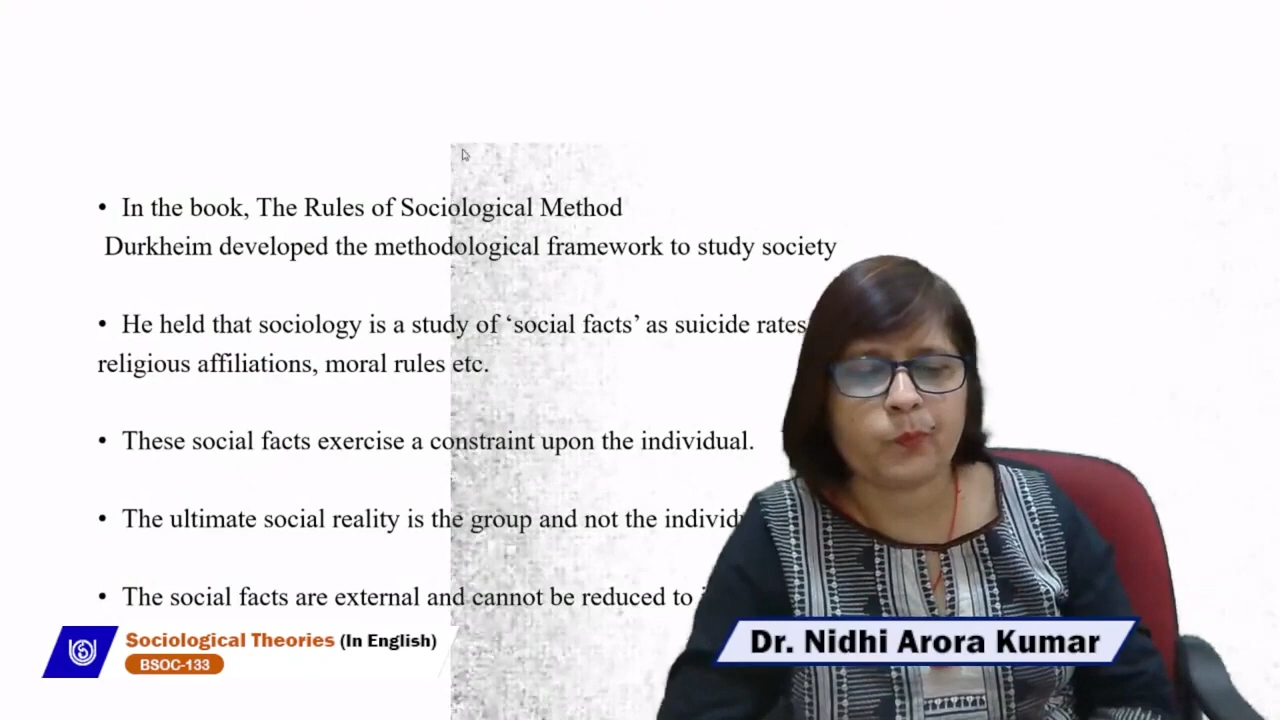 • In the book, The Rules of Sociological Method
Durkheim developed the methodological framework to study society
• He held that sociology is a study of ‘social facts’ as suicide rates
religious affiliations, moral rules etc.
• These social facts exercise a constraint upon the individual.
• The ultimate social reality is the group and not the
• The social facts are external and cannot be reduced to
Sociological Theories (In English)
BSOC-133
Dr. Nidhi Arora Kumar